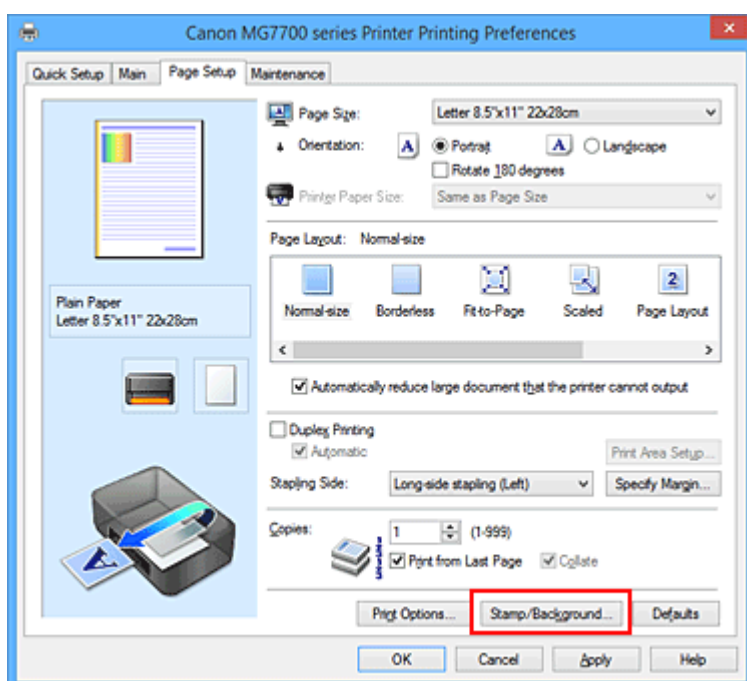 Canon MG7700 series Printer Printing Preferences
Quick Setup Main Page Setup Maintenance
Page Size: Letter 8.5"x11" 22x28cm
Orientation: A Portrait A Landscape
Rotate 180 degrees
Printer Paper Size: Same as Page Size
Page Layout: Normal-size
2
Normal-size Borderless Fit-to-Page Scaled Page Layout
Plain Paper
Letter 8.5"x11" 22x28cm
Automatically reduce large document that the printer cannot output
Duplex Printing
Automatic
Print Area Setup...
Stapling Side: Long-side stapling (Left) Specify Margin...
Copies: 1 (1-999)
Print from Last Page Collate
A
Print Options... Stamp/Background... Defaults
OK Cancel Apply Help